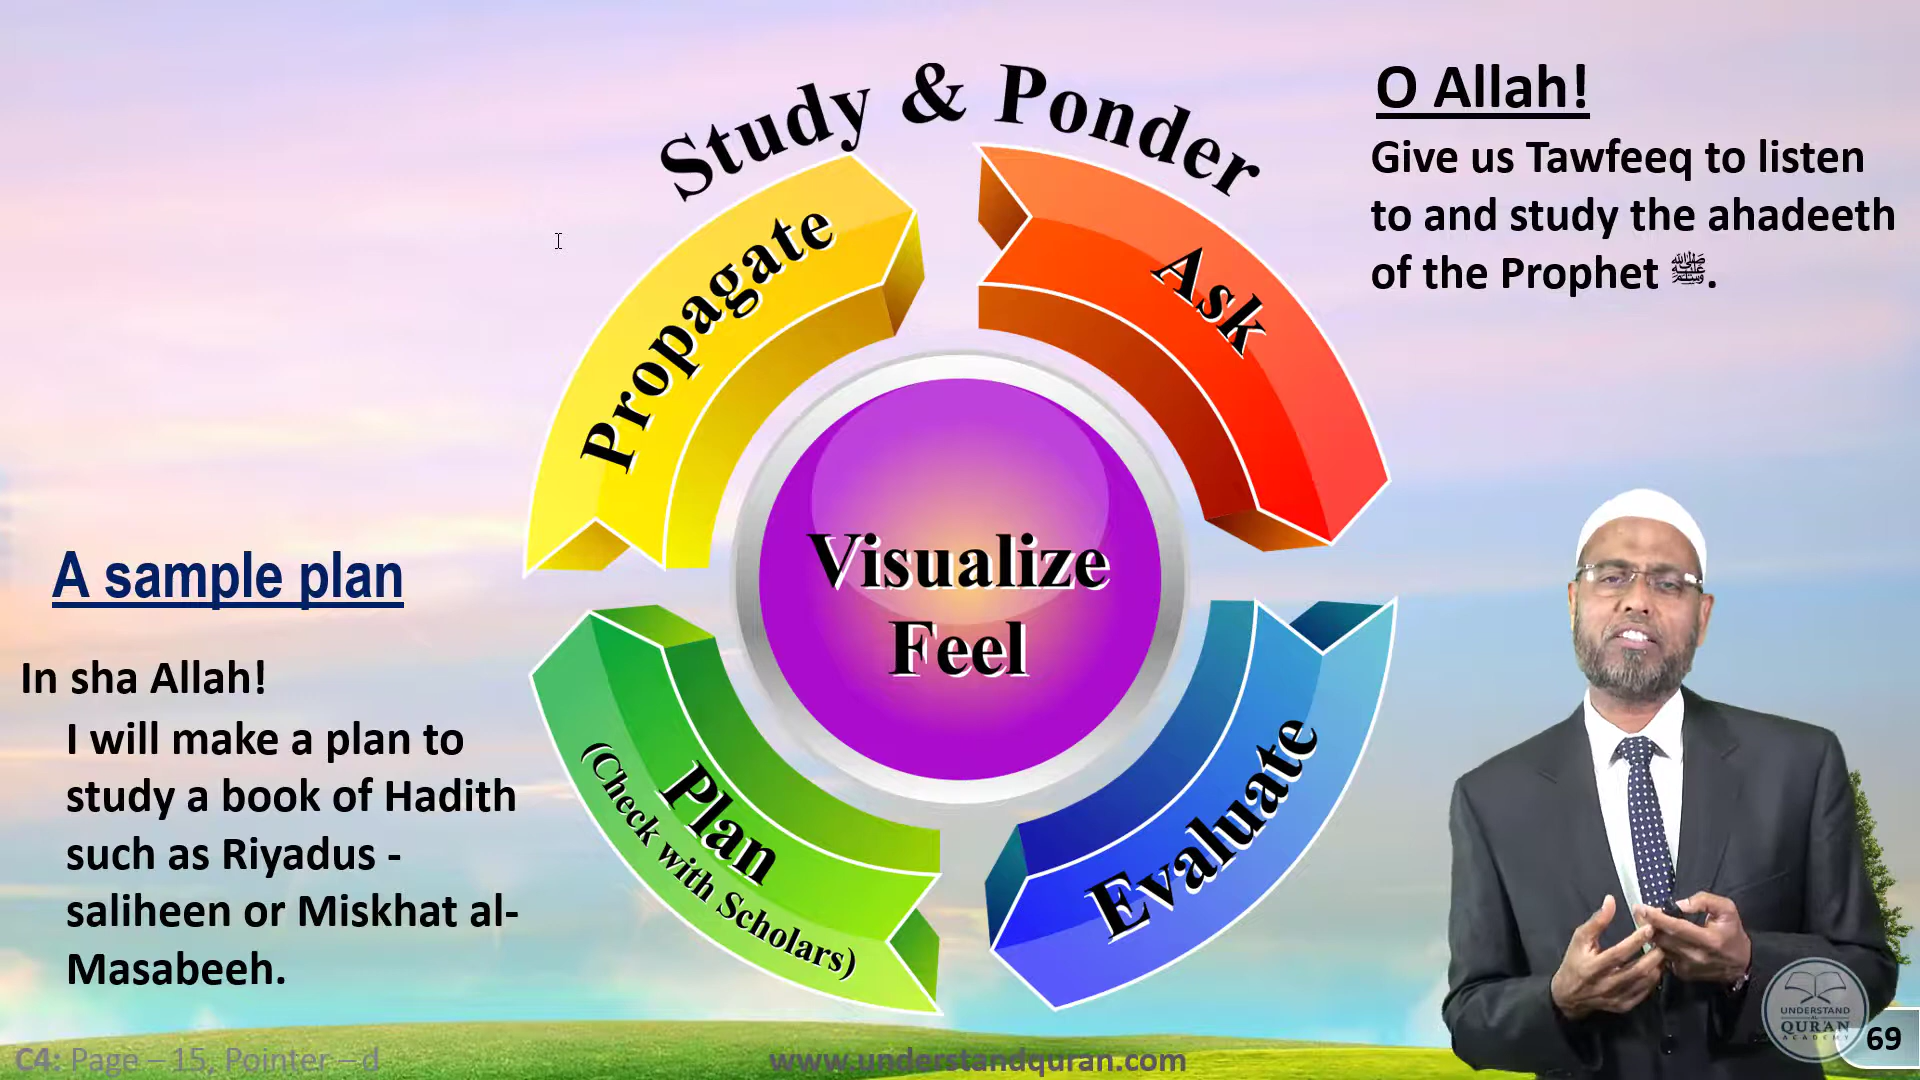 Study & Ponder
Propagate
Ask
Visualize
Feel
Plan
(Check with Scholars)
Evaluate
O Allah!
Give us Tawfeeq to listen
to and study the ahadeeth
of the Prophet ﷺ.
A sample plan
In sha Allah!
I will make a plan to
study a book of Hadith
such as Riyadus -
saliheen or Miskhat al-
Masabeeh.
C4: Page – 15, Pointer – d
www.understandquran.com
UNDERSTAND
AL
QURAN
ACADEMY
69